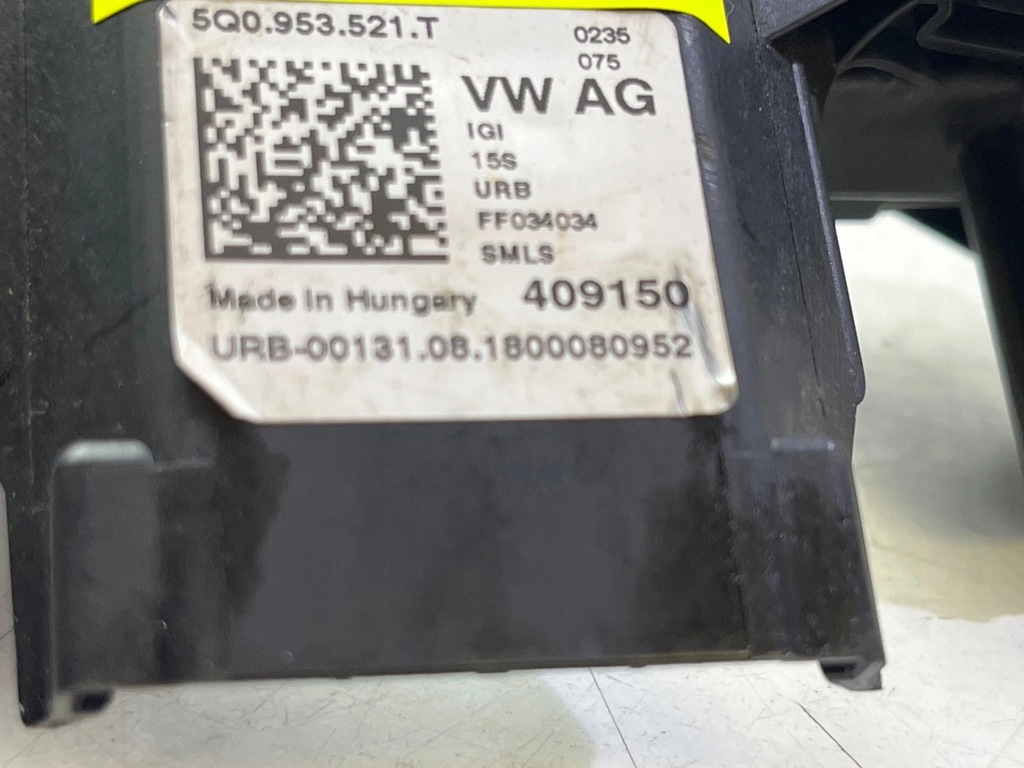 5Q0.953.521.T
0235
075
VW AG
IGI
15S
URB
FF034034
SMLS
Made In Hungary 409150
URB-00131.08.1800080952